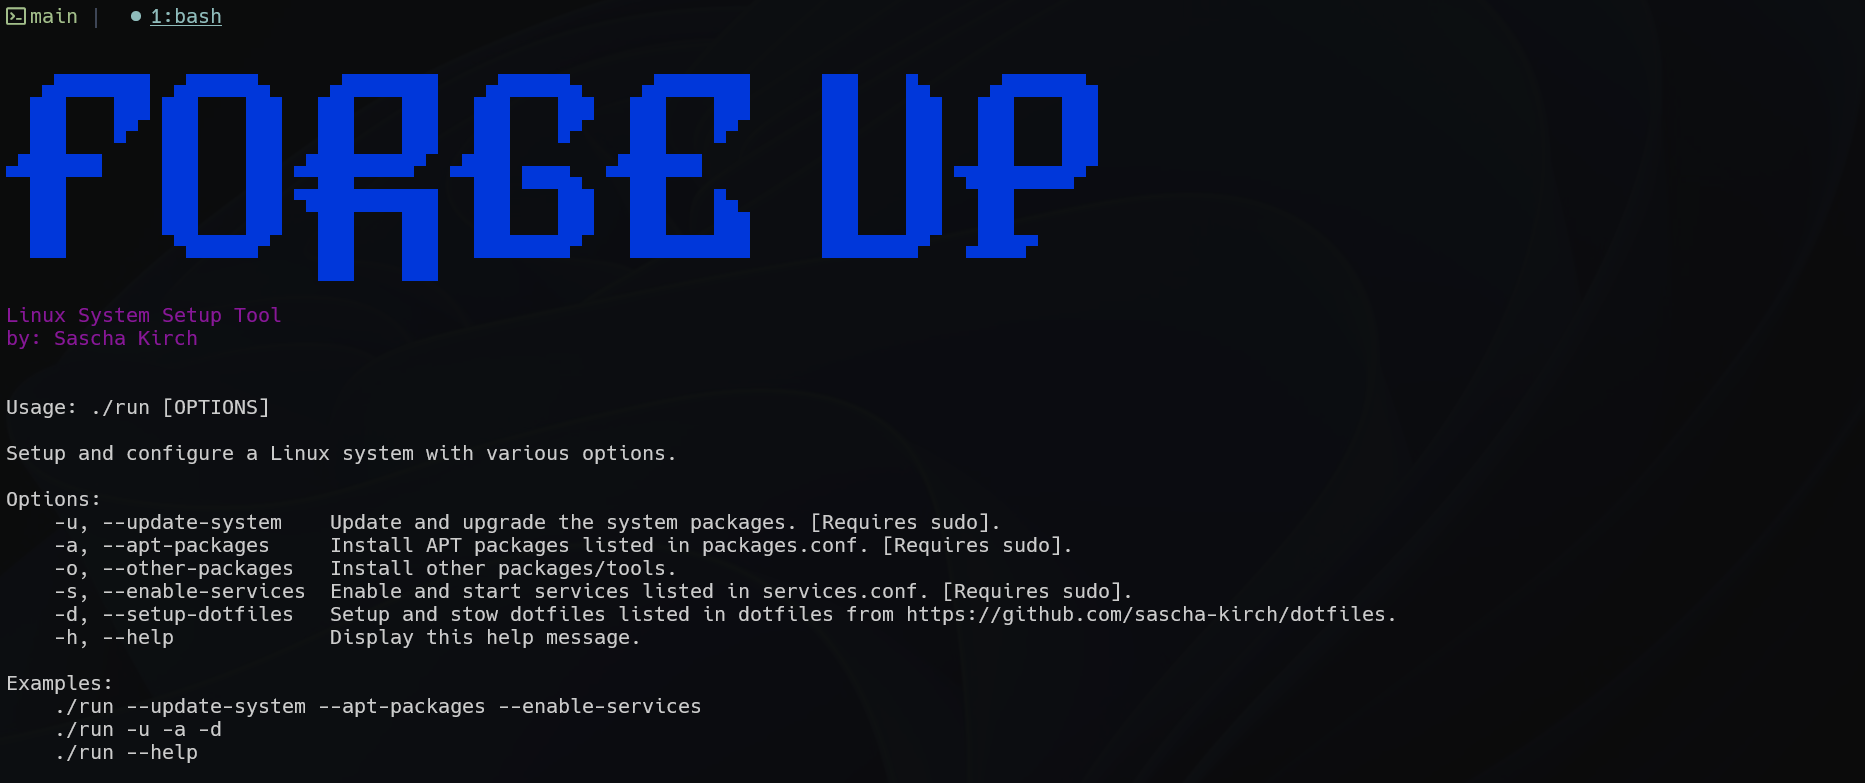 main | ● 1:bash
FORGE UP
Linux System Setup Tool
by: Sascha Kirch
Usage: ./run [OPTIONS]
Setup and configure a Linux system with various options.
Options:
-u, --update-system Update and upgrade the system packages. [Requires sudo].
-a, --apt-packages Install APT packages listed in packages.conf. [Requires sudo].
-o, --other-packages Install other packages/tools.
-s, --enable-services Enable and start services listed in services.conf. [Requires sudo].
-d, --setup-dotfiles Setup and stow dotfiles listed in dotfiles from https://github.com/sascha-kirch/dotfiles.
-h, --help Display this help message.
Examples:
./run --update-system --apt-packages --enable-services
./run -u -a -d
./run --help